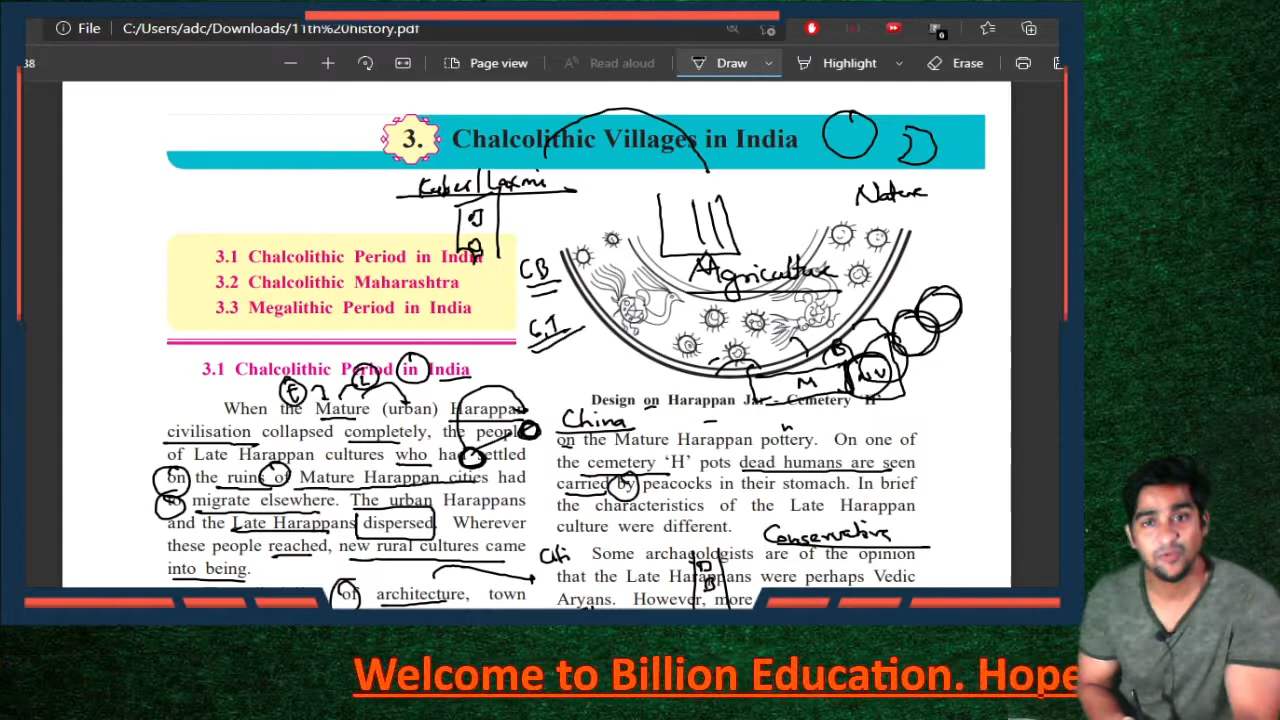 File
C:/Users/adc/Downloads/11th%20history.pdf
38
Page view
Read aloud
Draw
Highlight
Erase
3. Chalcolithic Villages in India
Kuber/Laxmi
Nature
3.1 Chalcolithic Period in India
3.2 Chalcolithic Maharashtra
3.3 Megalithic Period in India
CB
G.I
Agriculture
B
M
NV
3.1 Chalcolithic Period in India
E
L
When the Mature (urban) Harappan
civilisation collapsed completely, the people
of Late Harappan cultures who had settled
on the ruins of Mature Harappan cities had
to migrate elsewhere. The urban Harappans
and the Late Harappans dispersed. Wherever
these people reached, new rural cultures came
into being.
of architecture, town
Design on Harappan Jar - Cemetery 'H'
China
on the Mature Harappan pottery. On one of
the cemetery 'H' pots dead humans are seen
carried by peacocks in their stomach. In brief
the characteristics of the Late Harappan
culture were different.
Conservative
Citi
Some archaeologists are of the opinion
that the Late Harappans were perhaps Vedic
B
Aryans. However, more
Welcome to Billion Education. Hope